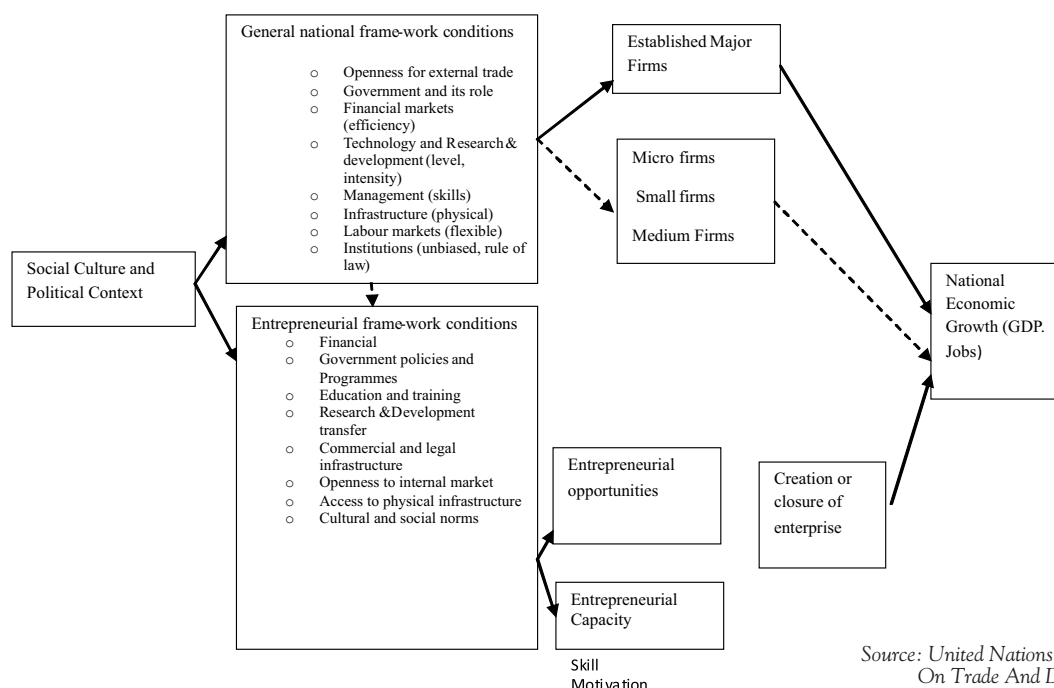 General national frame-work conditions
o Openness for external trade
o Government and its role
o Financial markets
(efficiency)
o Technology and Research &
development (level,
intensity)
o Management (skills)
o Infrastructure (physical)
o Labour markets (flexible)
o Institutions (unbiased, rule of
law)
Established Major
Firms
Micro firms
Small firms
Medium Firms
Social Culture and
Political Context
National
Economic
Growth (GDP.
Jobs)
Entrepreneurial frame-work conditions
o Financial
o Government policies and
Programmes
o Education and training
o Research &Development
transfer
o Commercial and legal
infrastructure
o Openness to internal market
o Access to physical infrastructure
o Cultural and social norms
Entrepreneurial
opportunities
Creation or
closure of
enterprise
Entrepreneurial
Capacity
Skill
Motivation
Source: United Nations
On Trade And D